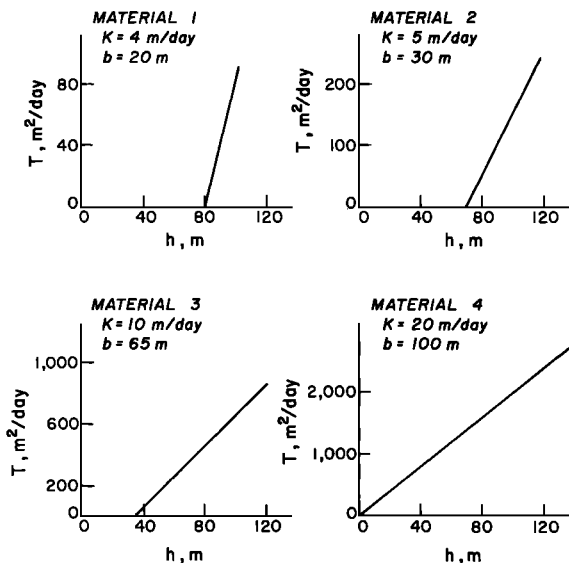 MATERIAL 1
K = 4 m/day
b = 20 m
T, m²/day
80
40
0
0 40 80 120
h, m
MATERIAL 2
K = 5 m/day
b = 30 m
T, m²/day
200
100
0
0 40 80 120
h, m
MATERIAL 3
K = 10 m/day
b = 65 m
T, m²/day
1,000
600
200
0
0 40 80 120
h, m
MATERIAL 4
K = 20 m/day
b = 100 m
T, m²/day
2,000
1,000
0
0 40 80 120
h, m